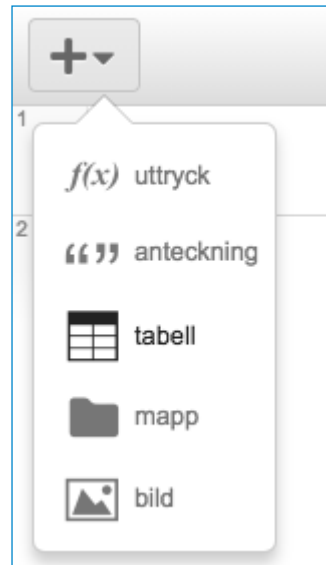 1
f(x) uttryck
2
“ ” anteckning
tabell
mapp
bild